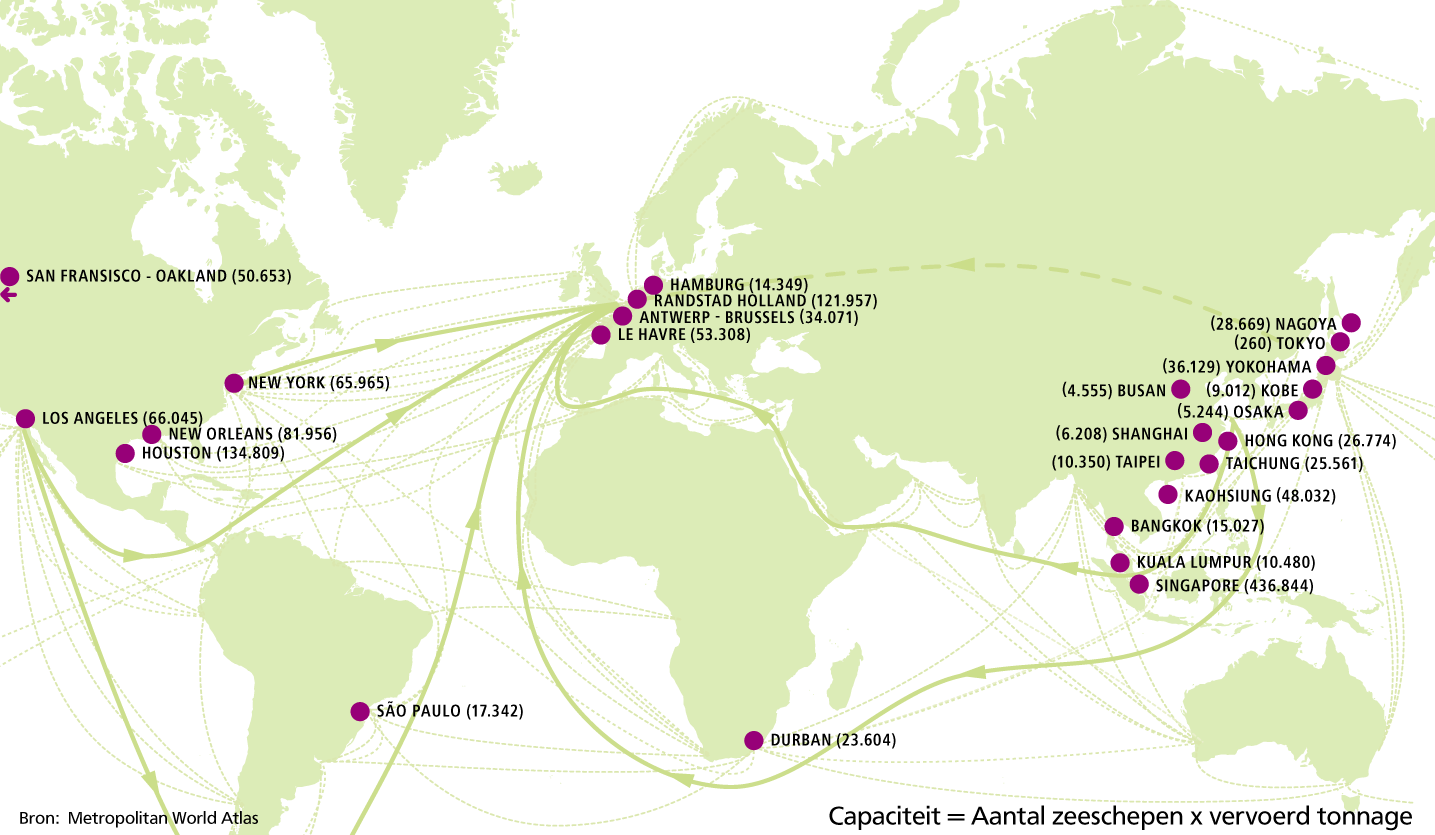 SAN FRANSISCO - OAKLAND (50.653)
HAMBURG (14.349)
RANDSTAD HOLLAND (121.957)
ANTWERP - BRUSSELS (34.071)
LE HAVRE (53.308)
(28.669) NAGOYA
(260) TOKYO
(36.129) YOKOHAMA
NEW YORK (65.965)
(4.555) BUSAN
(9.012) KOBE
(5.244) OSAKA
LOS ANGELES (66.045)
NEW ORLEANS (81.956)
HOUSTON (134.809)
(6.208) SHANGHAI
HONG KONG (26.774)
(10.350) TAIPEI
TAICHUNG (25.561)
KAOHSIUNG (48.032)
BANGKOK (15.027)
KUALA LUMPUR (10.480)
SINGAPORE (436.844)
SÃO PAULO (17.342)
DURBAN (23.604)
Bron: Metropolitan World Atlas
Capaciteit = Aantal zeeschepen x vervoerd tonnage